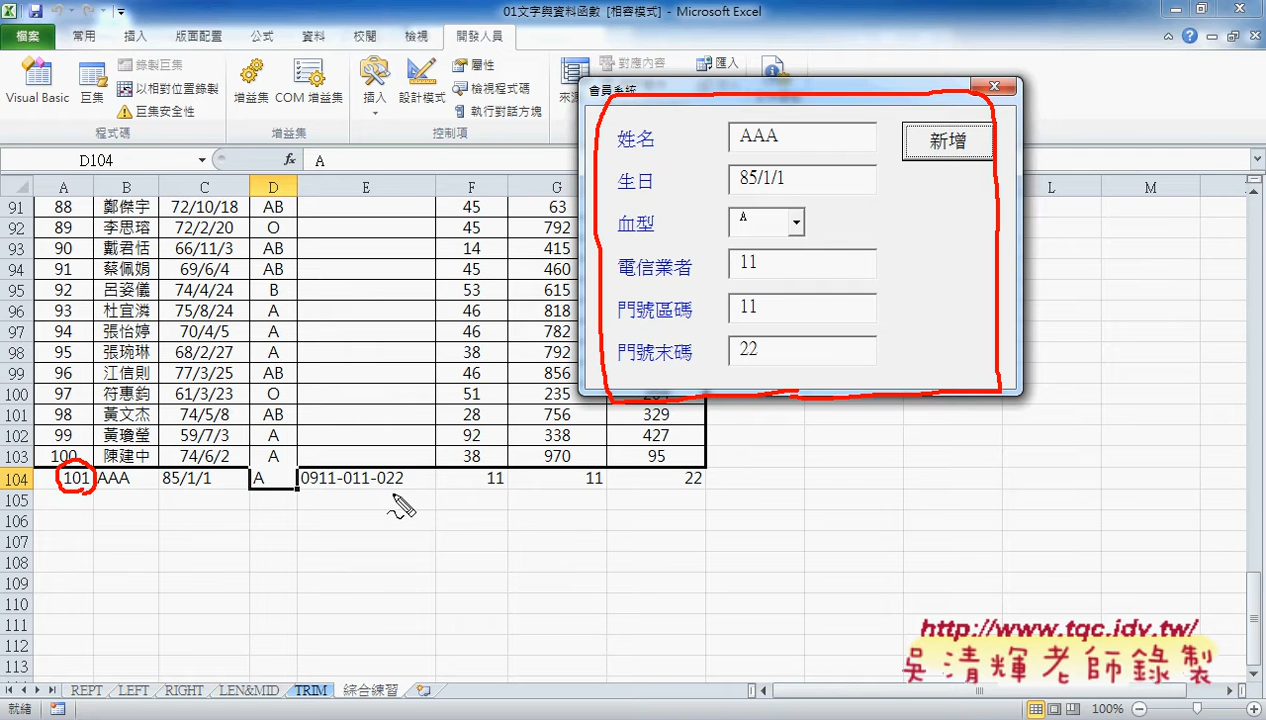 01文字與資料函數 [相容模式] - Microsoft Excel
檔案 常用 插入 版面配置 公式 資料 校閱 檢視 開發人員
Visual Basic 巨集 錄製巨集 以相對位置錄製 巨集安全性 程式碼
增益集 COM 增益集 增益集
插入 設計模式 屬性 檢視程式碼 執行對話方塊 控制項
對應內容 匯入
D104 fx A
A B C D E F G L M
91 88 鄭傑宇 72/10/18 AB 45 63
92 89 李思瑢 72/2/20 O 45 792
93 90 戴君恬 66/11/3 AB 14 415
94 91 蔡佩娟 69/6/4 AB 45 460
95 92 呂姿儀 74/4/24 B 53 615
96 93 杜宜潾 75/8/24 A 46 818
97 94 張怡婷 70/4/5 A 46 782
98 95 張琬琳 68/2/27 A 38 792
99 96 江信則 77/3/25 AB 46 856
100 97 符惠鈞 61/3/23 O 51 235
101 98 黃文杰 74/5/8 AB 28 756 329
102 99 黃瓊瑩 59/7/3 A 92 338 427
103 100 陳建中 74/6/2 A 38 970 95
104 101 AAA 85/1/1 A 0911-011-022 11 11 22
105
106
107
108
109
110
111
112
113
會員系統
姓名 AAA 新增
生日 85/1/1
血型 A
電信業者 11
門號區碼 11
門號末碼 22
http://www.tqc.idv.tw/
吳清輝老師錄製
REPT LEFT RIGHT LEN&MID TRIM 綜合練習
就緒 100%